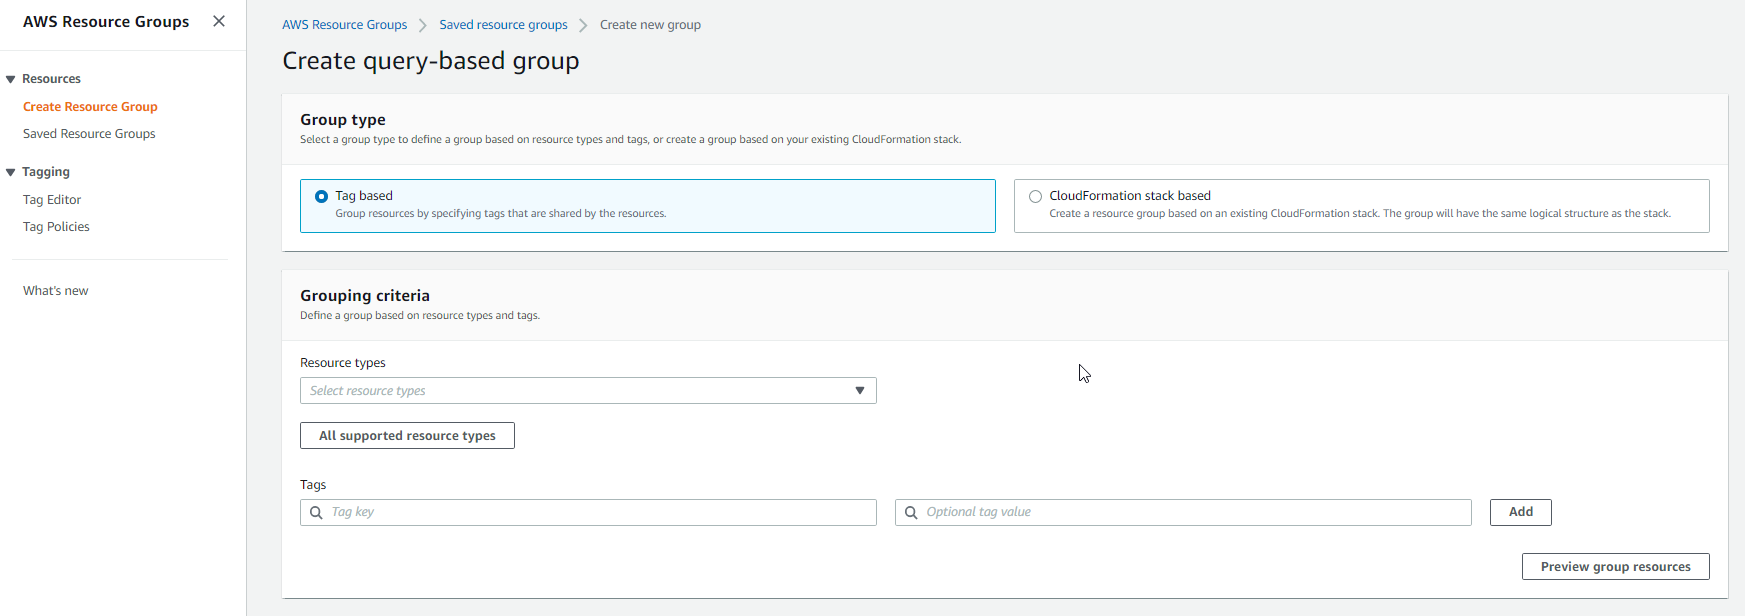 AWS Resource Groups
Resources
Create Resource Group
Saved Resource Groups
Tagging
Tag Editor
Tag Policies
What's new
AWS Resource Groups
Saved resource groups
Create new group
Create query-based group
Group type
Select a group type to define a group based on resource types and tags, or create a group based on your existing CloudFormation stack.
Tag based
Group resources by specifying tags that are shared by the resources.
CloudFormation stack based
Create a resource group based on an existing CloudFormation stack. The group will have the same logical structure as the stack.
Grouping criteria
Define a group based on resource types and tags.
Resource types
Select resource types
All supported resource types
Tags
Tag key
Optional tag value
Add
Preview group resources